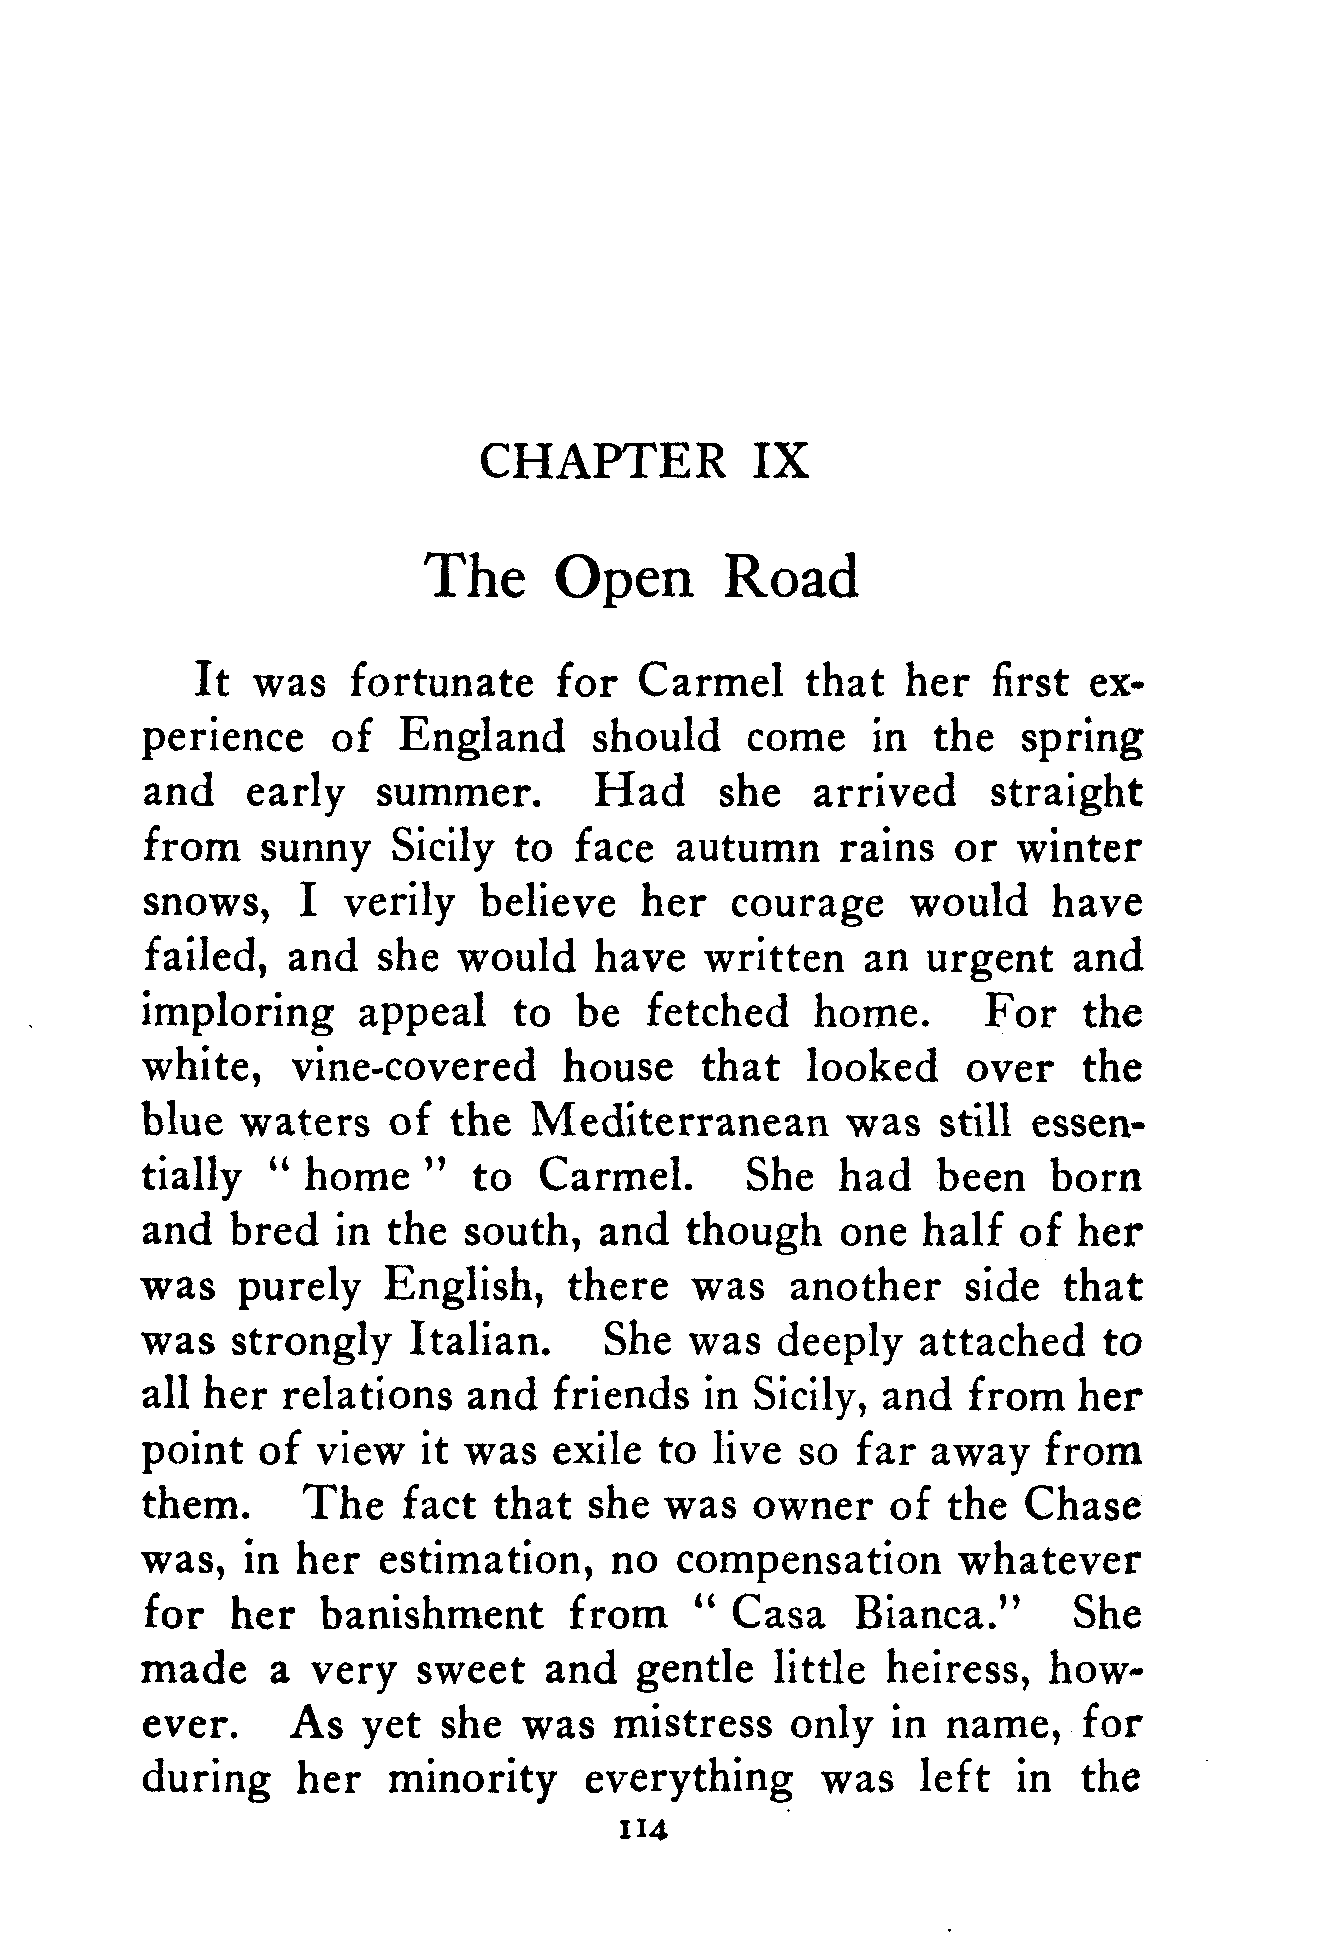 CHAPTER IX
The Open Road
It was fortunate for Carmel that her first ex-
perience of England should come in the spring
and early summer. Had she arrived straight
from sunny Sicily to face autumn rains or winter
snows, I verily believe her courage would have
failed, and she would have written an urgent and
imploring appeal to be fetched home. For the
white, vine-covered house that looked over the
blue waters of the Mediterranean was still essen-
tially “ home ” to Carmel. She had been born
and bred in the south, and though one half of her
was purely English, there was another side that
was strongly Italian. She was deeply attached to
all her relations and friends in Sicily, and from her
point of view it was exile to live so far away from
them. The fact that she was owner of the Chase
was, in her estimation, no compensation whatever
for her banishment from “ Casa Bianca.” She
made a very sweet and gentle little heiress, how-
ever. As yet she was mistress only in name, for
during her minority everything was left in the
114